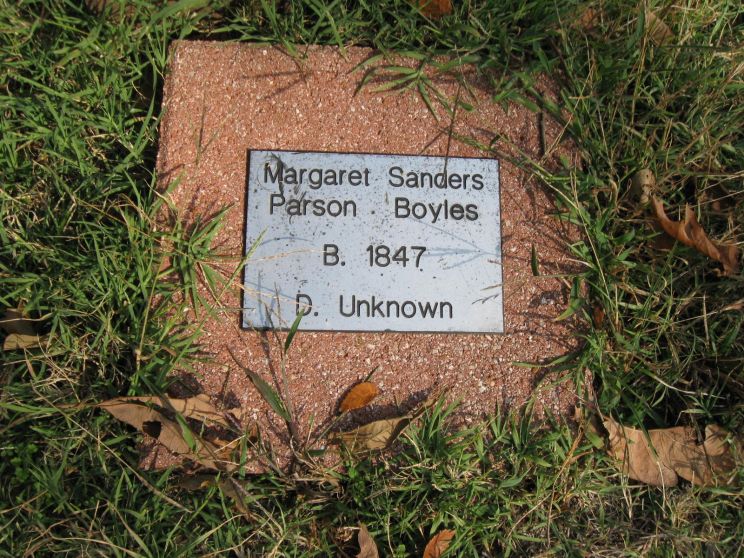 Margaret Sanders
Parson Boyles
B. 1847
D. Unknown